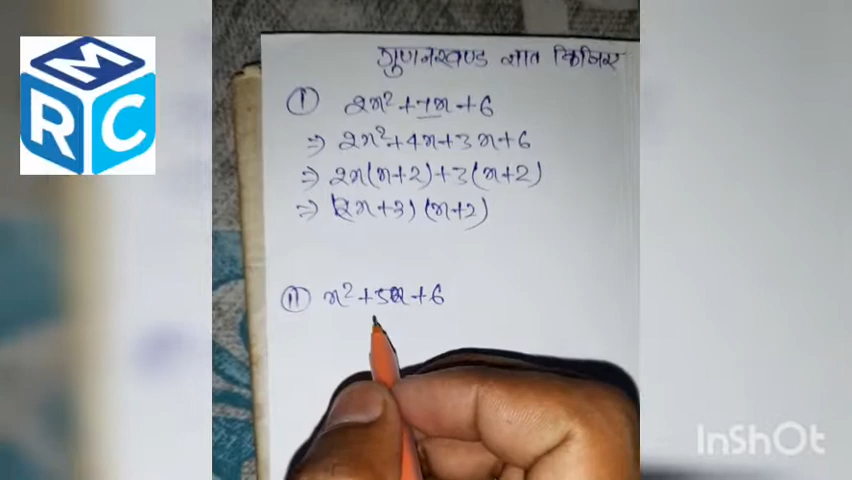 MRC
गुणनखण्ड ज्ञात किजिए
(I) 2x² + 7x + 6
⇒ 2x² + 4x + 3x + 6
⇒ 2x(x+2) + 3(x+2)
⇒ (2x+3) (x+2)
(II) x² + 5x + 6
InShOt